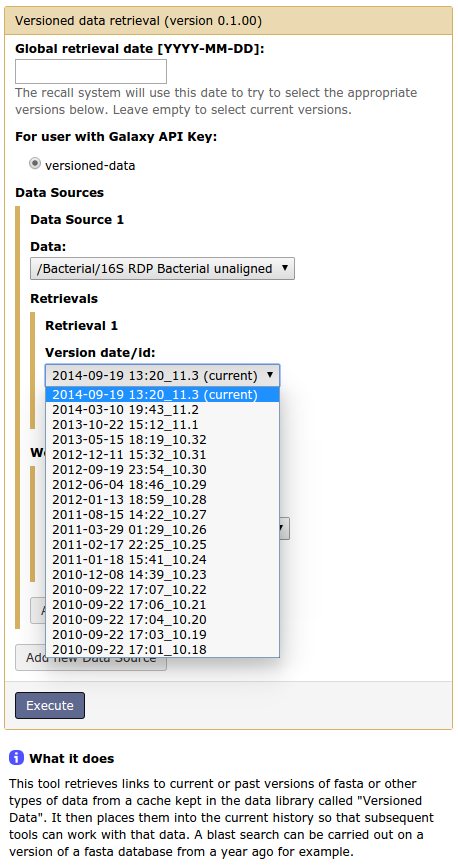 Versioned data retrieval (version 0.1.00)
Global retrieval date [YYYY-MM-DD]:
The recall system will use this date to try to select the appropriate
versions below. Leave empty to select current versions.
For user with Galaxy API Key:
versioned-data
Data Sources
Data Source 1
Data:
/Bacterial/16S RDP Bacterial unaligned
Retrievals
Retrieval 1
Version date/id:
2014-09-19 13:20_11.3 (current)
2014-09-19 13:20_11.3 (current)
2014-03-10 19:43_11.2
2013-10-22 15:12_11.1
2013-05-15 18:19_10.32
2012-12-11 15:32_10.31
2012-09-19 23:54_10.30
2012-06-04 18:46_10.29
2012-01-13 18:59_10.28
2011-08-15 14:22_10.27
2011-03-29 01:29_10.26
2011-02-17 22:25_10.25
2011-01-18 15:41_10.24
2010-12-08 14:39_10.23
2010-09-22 17:07_10.22
2010-09-22 17:06_10.21
2010-09-22 17:04_10.20
2010-09-22 17:03_10.19
2010-09-22 17:01_10.18
Add new Data Source
Execute
What it does
This tool retrieves links to current or past versions of fasta or other
types of data from a cache kept in the data library called "Versioned
Data". It then places them into the current history so that subsequent
tools can work with that data. A blast search can be carried out on a
version of a fasta database from a year ago for example.